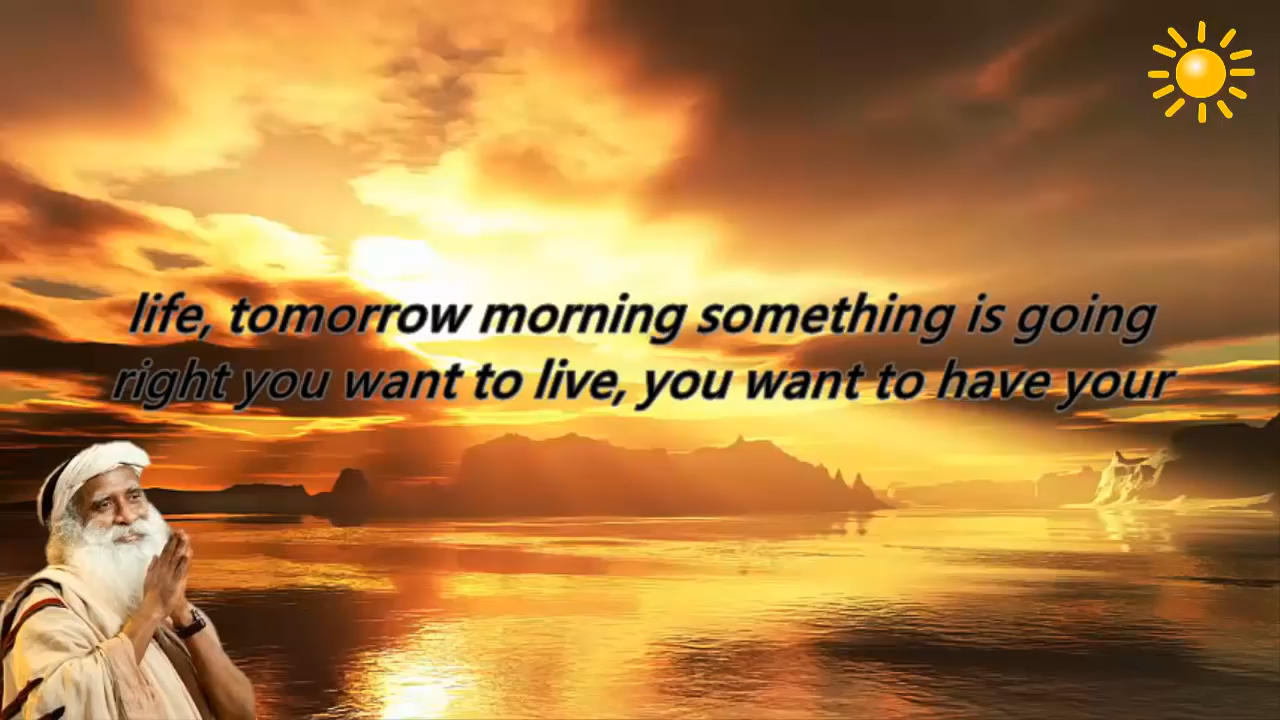 life, tomorrow morning something is going
right you want to live, you want to have your